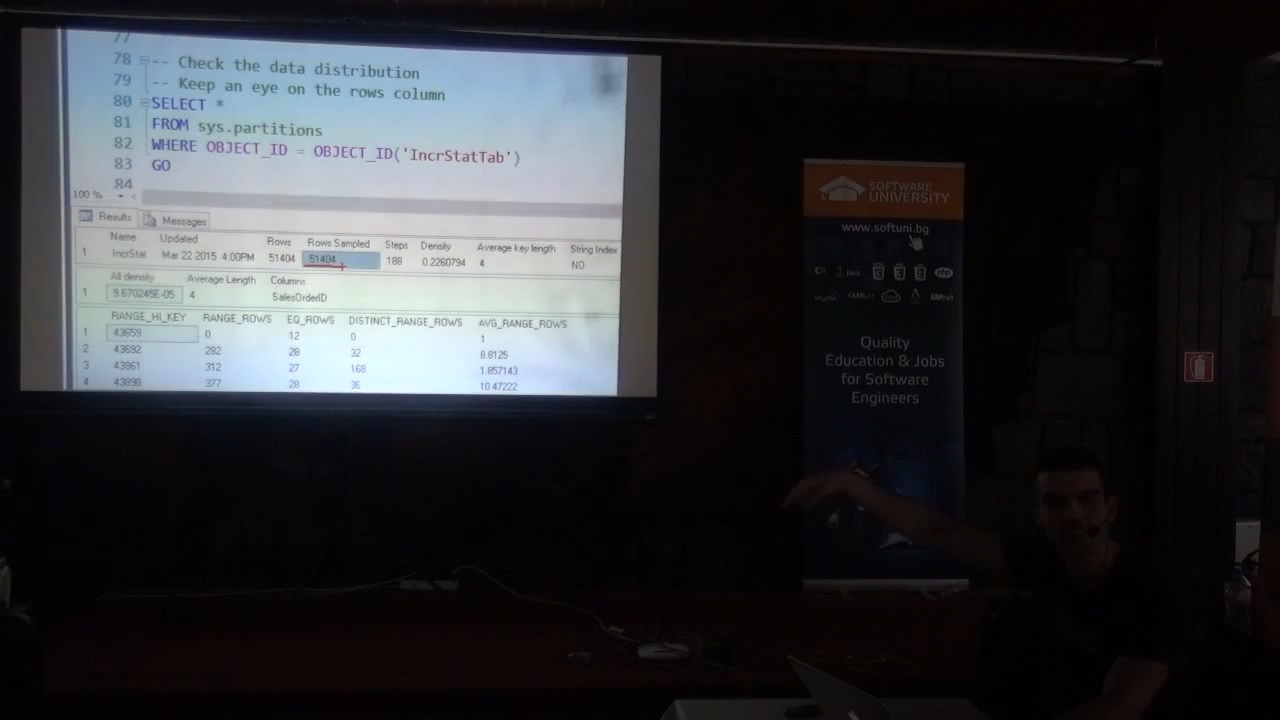 77
78 -- Check the data distribution
79 -- Keep an eye on the rows column
80 SELECT *
81 FROM sys.partitions
82 WHERE OBJECT_ID = OBJECT_ID('IncrStatTab')
83 GO
84
100 %
Results Messages
Name Updated Rows Rows Sampled Steps Density Average key length String Index
1 IncrStat Mar 22 2015 4:00PM 51404 51404 188 0.2260794 4 NO
All density Average Length Columns
1 9.670245E-05 4 SalesOrderID
RANGE_HI_KEY RANGE_ROWS EQ_ROWS DISTINCT_RANGE_ROWS AVG_RANGE_ROWS
1 43659 0 12 0 1
2 43692 282 28 32 8.8125
3 43861 312 27 168 1.857143
4 43898 377 28 36 10.47222
SOFTWARE
UNIVERSITY
www.softuni.bg
C# Java php
<XML/>
Quality
Education & Jobs
for Software
Engineers